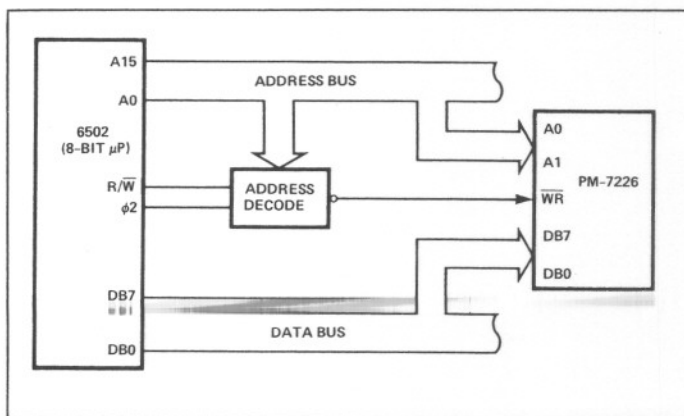 A15
ADDRESS BUS
A0
6502
(8-BIT µP)
R/W̅
ϕ2
ADDRESS
DECODE
A0
A1
PM-7226
W̅R̅
DB7
DB0
DB7
DATA BUS
DB0